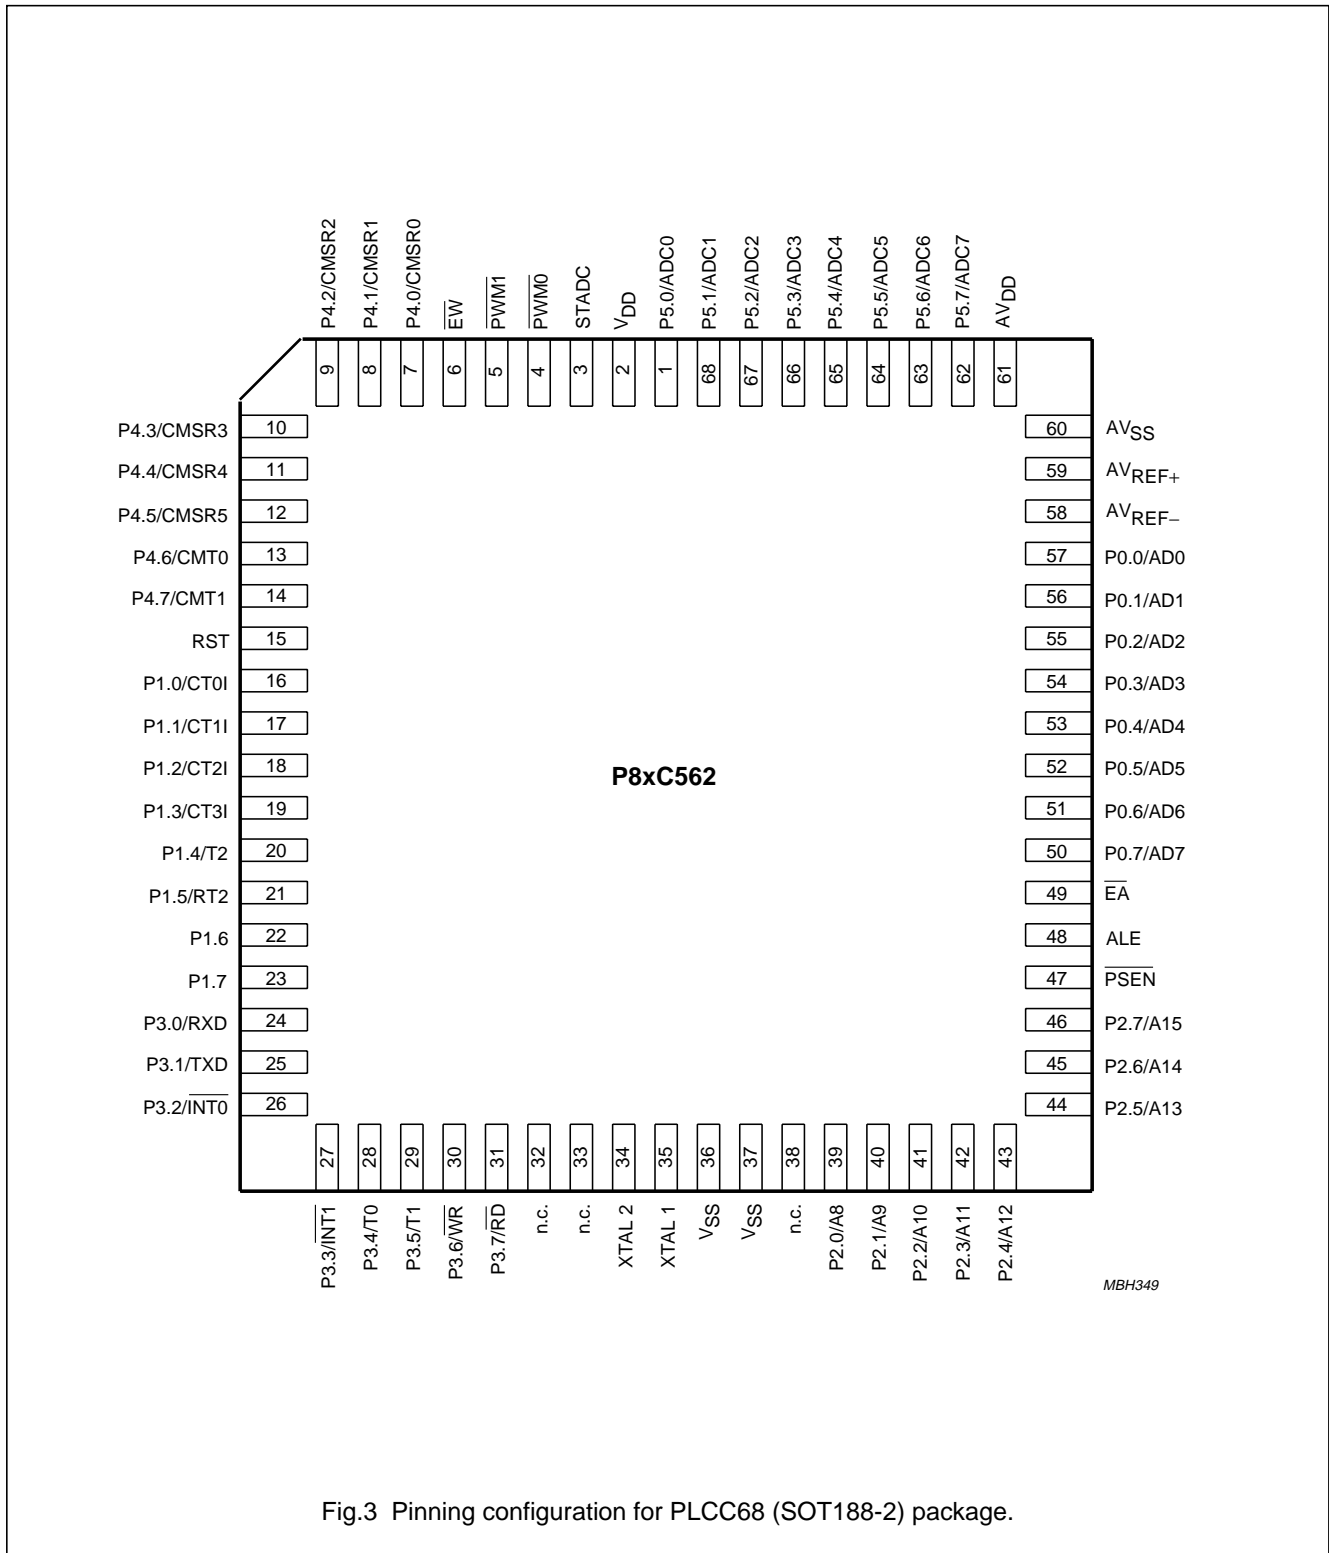 P4.2/CMSR2
P4.1/CMSR1
P4.0/CMSR0
EW
PWM1
PWM0
STADC
VDD
P5.0/ADC0
P5.1/ADC1
P5.2/ADC2
P5.3/ADC3
P5.4/ADC4
P5.5/ADC5
P5.6/ADC6
P5.7/ADC7
AVDD
9 8 7 6 5 4 3 2 1 68 67 66 65 64 63 62 61
P4.3/CMSR3 10 60 AVSS
P4.4/CMSR4 11 59 AVREF+
P4.5/CMSR5 12 58 AVREF−
P4.6/CMT0 13 57 P0.0/AD0
P4.7/CMT1 14 56 P0.1/AD1
RST 15 55 P0.2/AD2
P1.0/CT0I 16 54 P0.3/AD3
P1.1/CT1I 17 53 P0.4/AD4
P1.2/CT2I 18 52 P0.5/AD5
P8xC562
P1.3/CT3I 19 51 P0.6/AD6
P1.4/T2 20 50 P0.7/AD7
P1.5/RT2 21 49 EA
P1.6 22 48 ALE
P1.7 23 47 PSEN
P3.0/RXD 24 46 P2.7/A15
P3.1/TXD 25 45 P2.6/A14
P3.2/INT0 26 44 P2.5/A13
27 28 29 30 31 32 33 34 35 36 37 38 39 40 41 42 43
P3.3/INT1
P3.4/T0
P3.5/T1
P3.6/WR
P3.7/RD
n.c.
n.c.
XTAL 2
XTAL 1
VSS
VSS
n.c.
P2.0/A8
P2.1/A9
P2.2/A10
P2.3/A11
P2.4/A12
MBH349
Fig.3 Pinning configuration for PLCC68 (SOT188-2) package.